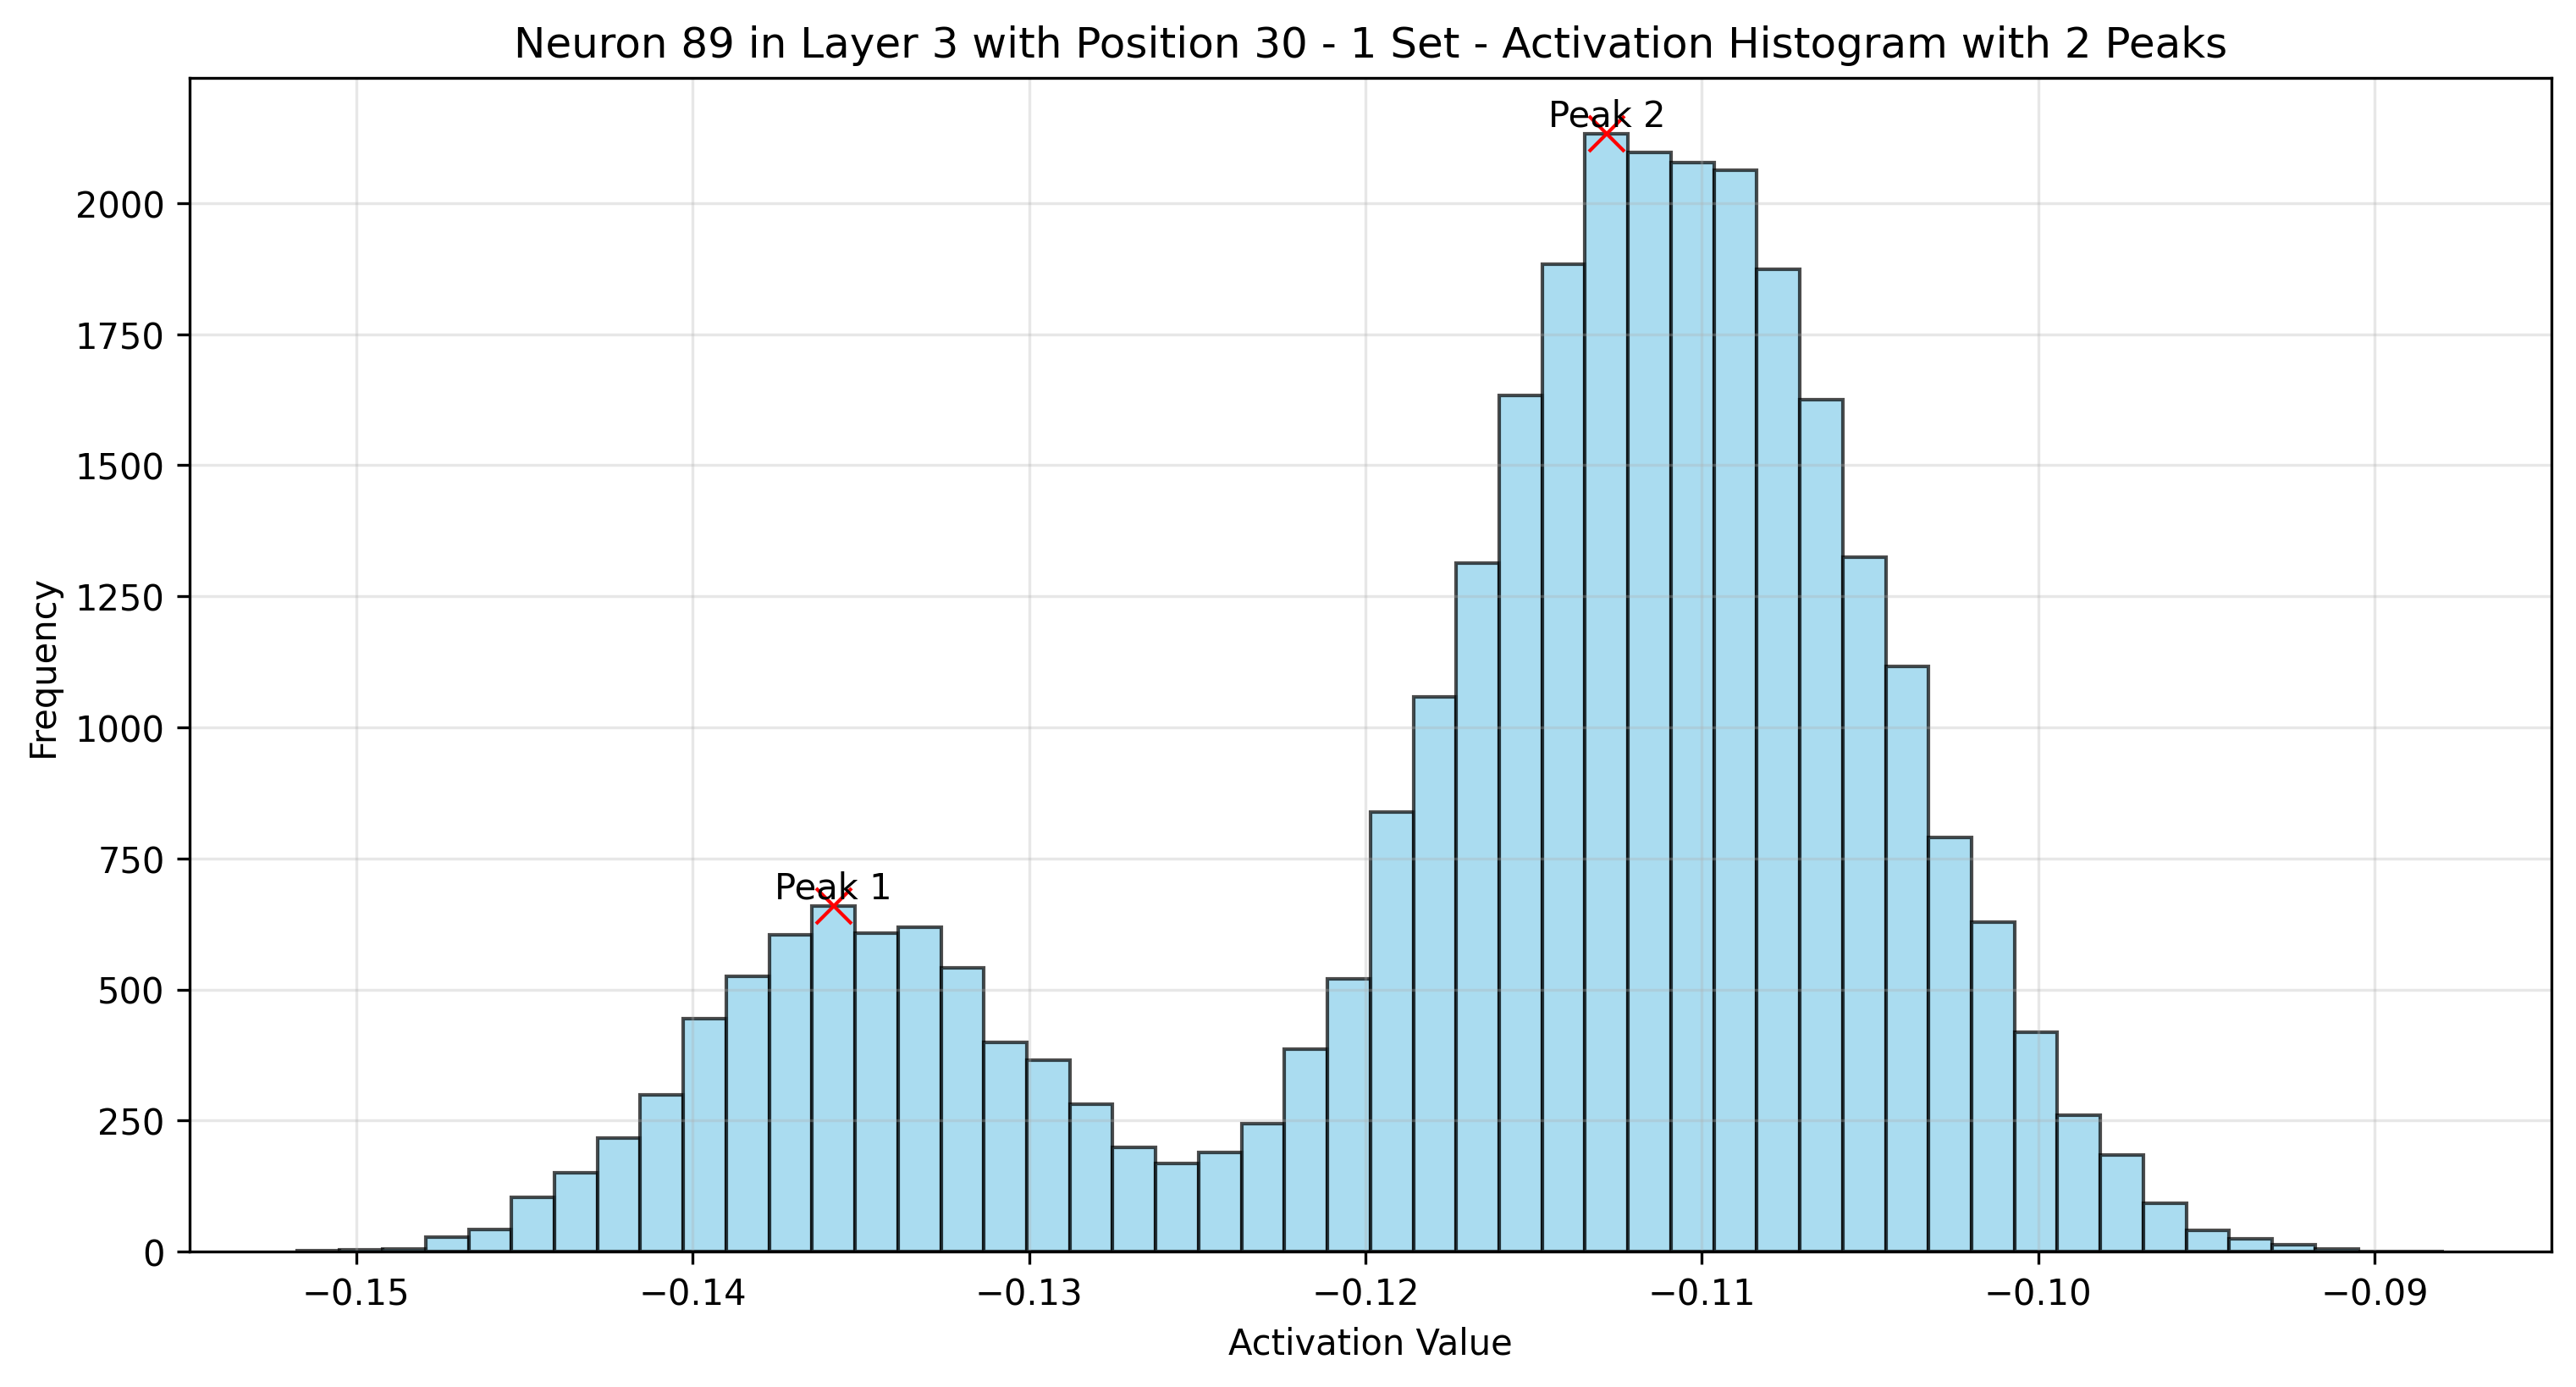 Neuron 89 in Layer 3 with Position 30 - 1 Set - Activation Histogram with 2 Peaks
Peak 2
Peak 1
Frequency
2000
1750
1500
1250
1000
750
500
250
0
−0.15 −0.14 −0.13 −0.12 −0.11 −0.10 −0.09
Activation Value